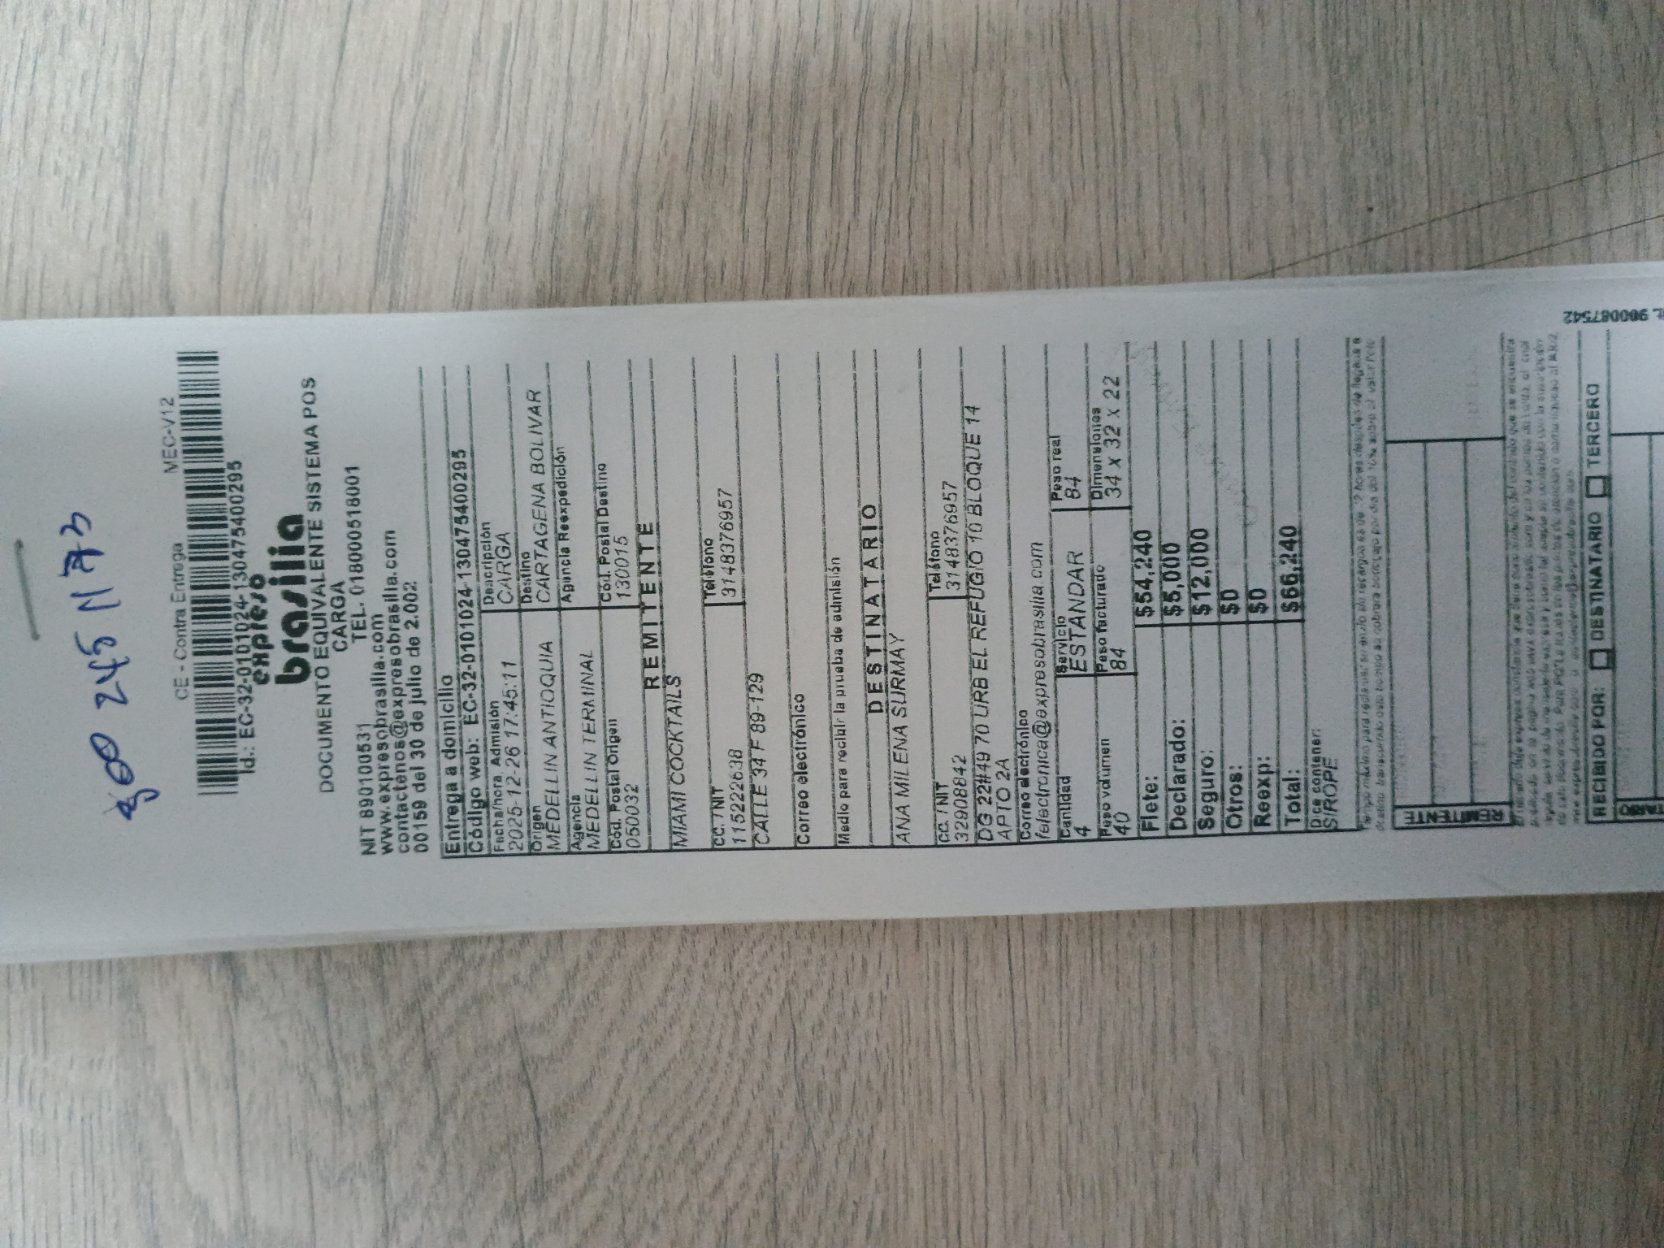 300 245 11 73
CE - Contra Entrega MEC-V12
Id.: EC-32-0101024-130475400295
expreso
brasilia
DOCUMENTO EQUIVALENTE SISTEMA POS
CARGA
NIT 890100531 TEL. 018000518001
www.expresobrasilia.com
contactenos@expresobrasilia.com
00159 del 30 de julio de 2.002
Entrega a domicilio
Código web: EC-32-0101024-130475400295
Fecha/hora Admisión Descripción
2025-12-26 17:45:11 CARGA
Origen Destino
MEDELLIN ANTIOQUIA CARTAGENA BOLIVAR
Agencia Agencia Reexpedición
MEDELLIN TERMINAL
Cód. Postal Origen Cód. Postal Destino
050032 130015
REMITENTE
MIAMI COCKTAILS
CC. / NIT Teléfono
1152222638 3148376957
CALLE 34 F 89-129
Correo electrónico
Medio para recibir la prueba de admisión
DESTINATARIO
ANA MILENA SURMAY
CC. / NIT Teléfono
32908842 3148376957
DG 22#49 70 URB EL REFUGIO 10 BLOQUE 14
APTO 2A
Correo electrónico
felectronica@expresobrasilia.com
Cantidad Servicio Peso real
4 ESTANDAR 84
Peso volumen Peso facturado Dimensiones
40 84 34 x 32 x 22
Flete: $54,240
Declarado: $5,000
Seguro: $12,000
Otros: $0
Reexp: $0
Total: $66,240
Dice contener:
SIROPE
REMITENTE
RECIBIDO POR: DESTINATARIO TERCERO
900087542